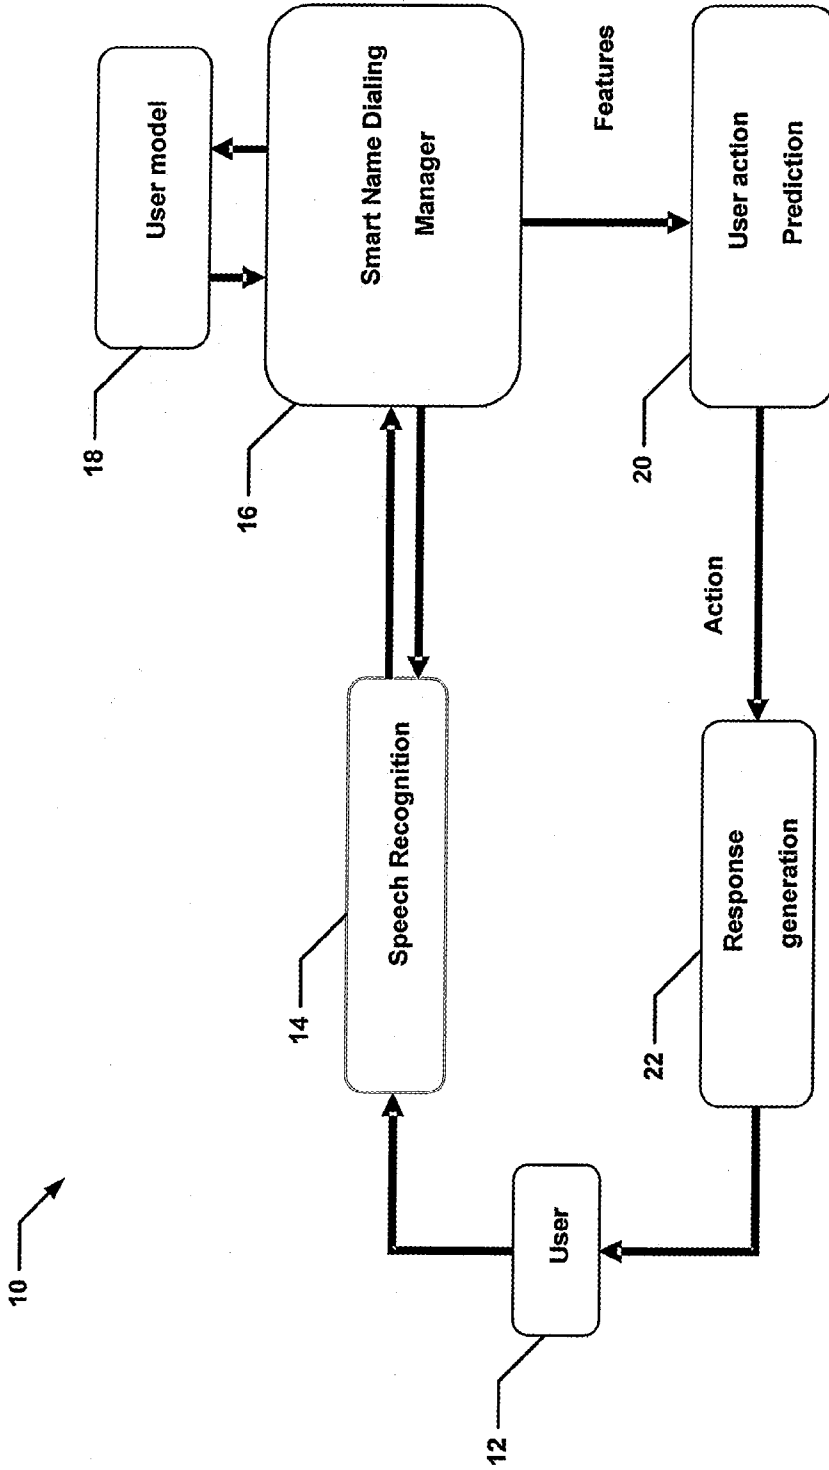 10
18
User model
16
Smart Name Dialing
Manager
Features
14
Speech Recognition
12
User
20
User action
Prediction
Action
22
Response
generation